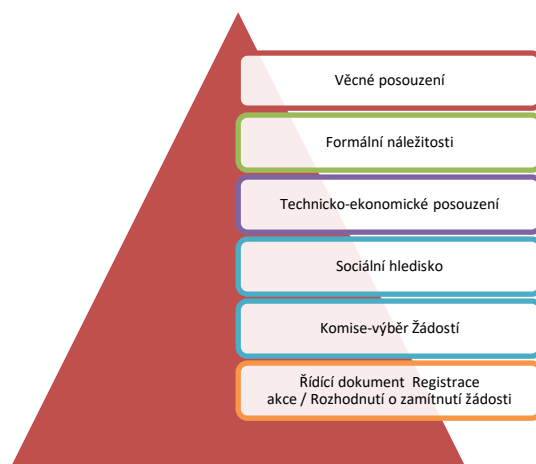 Věcné posouzení
Formální náležitosti
Technicko-ekonomické posouzení
Sociální hledisko
Komise-výběr Žádostí
Řídící dokument Registrace
akce / Rozhodnutí o zamítnutí žádosti